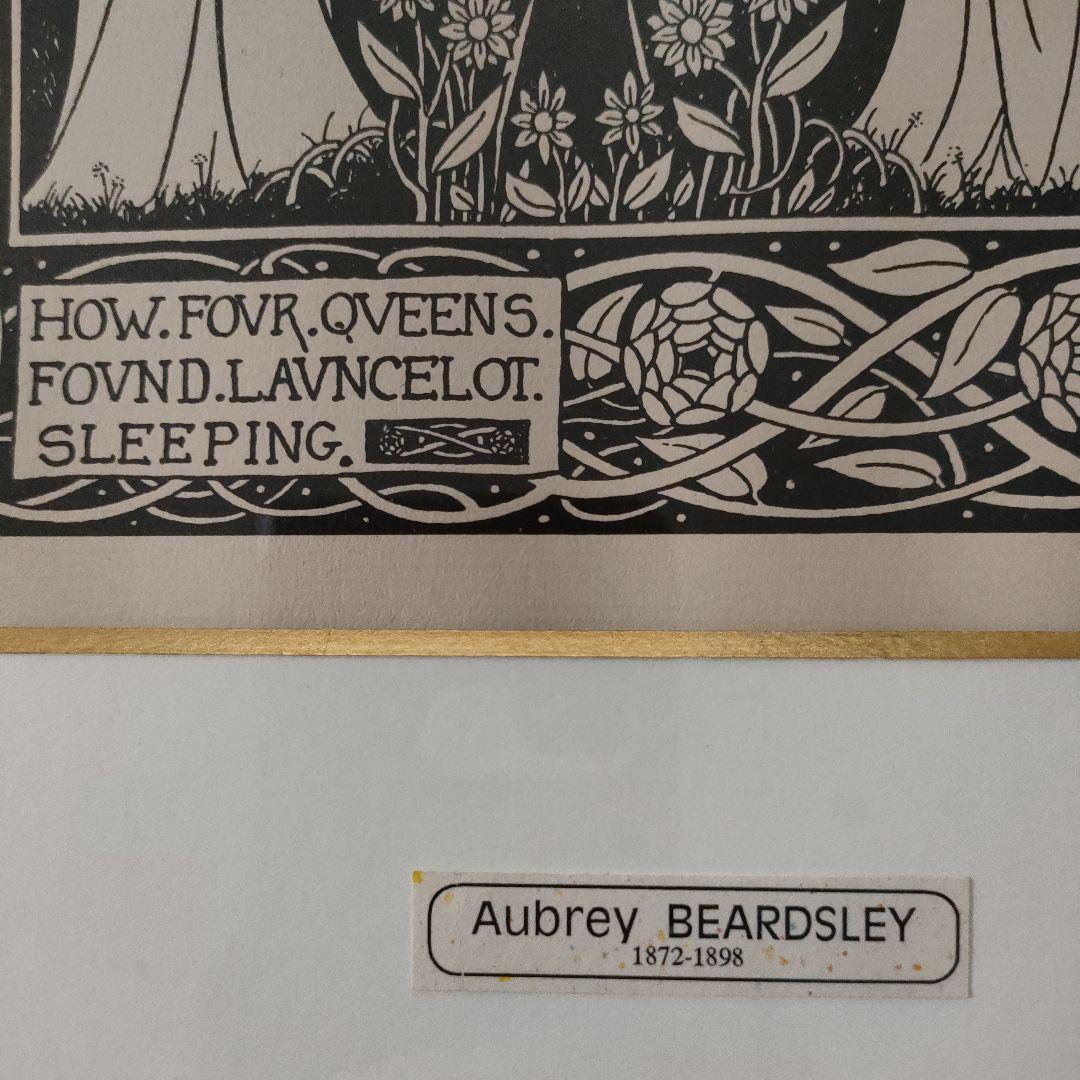 HOW.FOVR.QVEENS.
FOVND.LAVNCELOT.
SLEEPING.
Aubrey BEARDSLEY
1872-1898